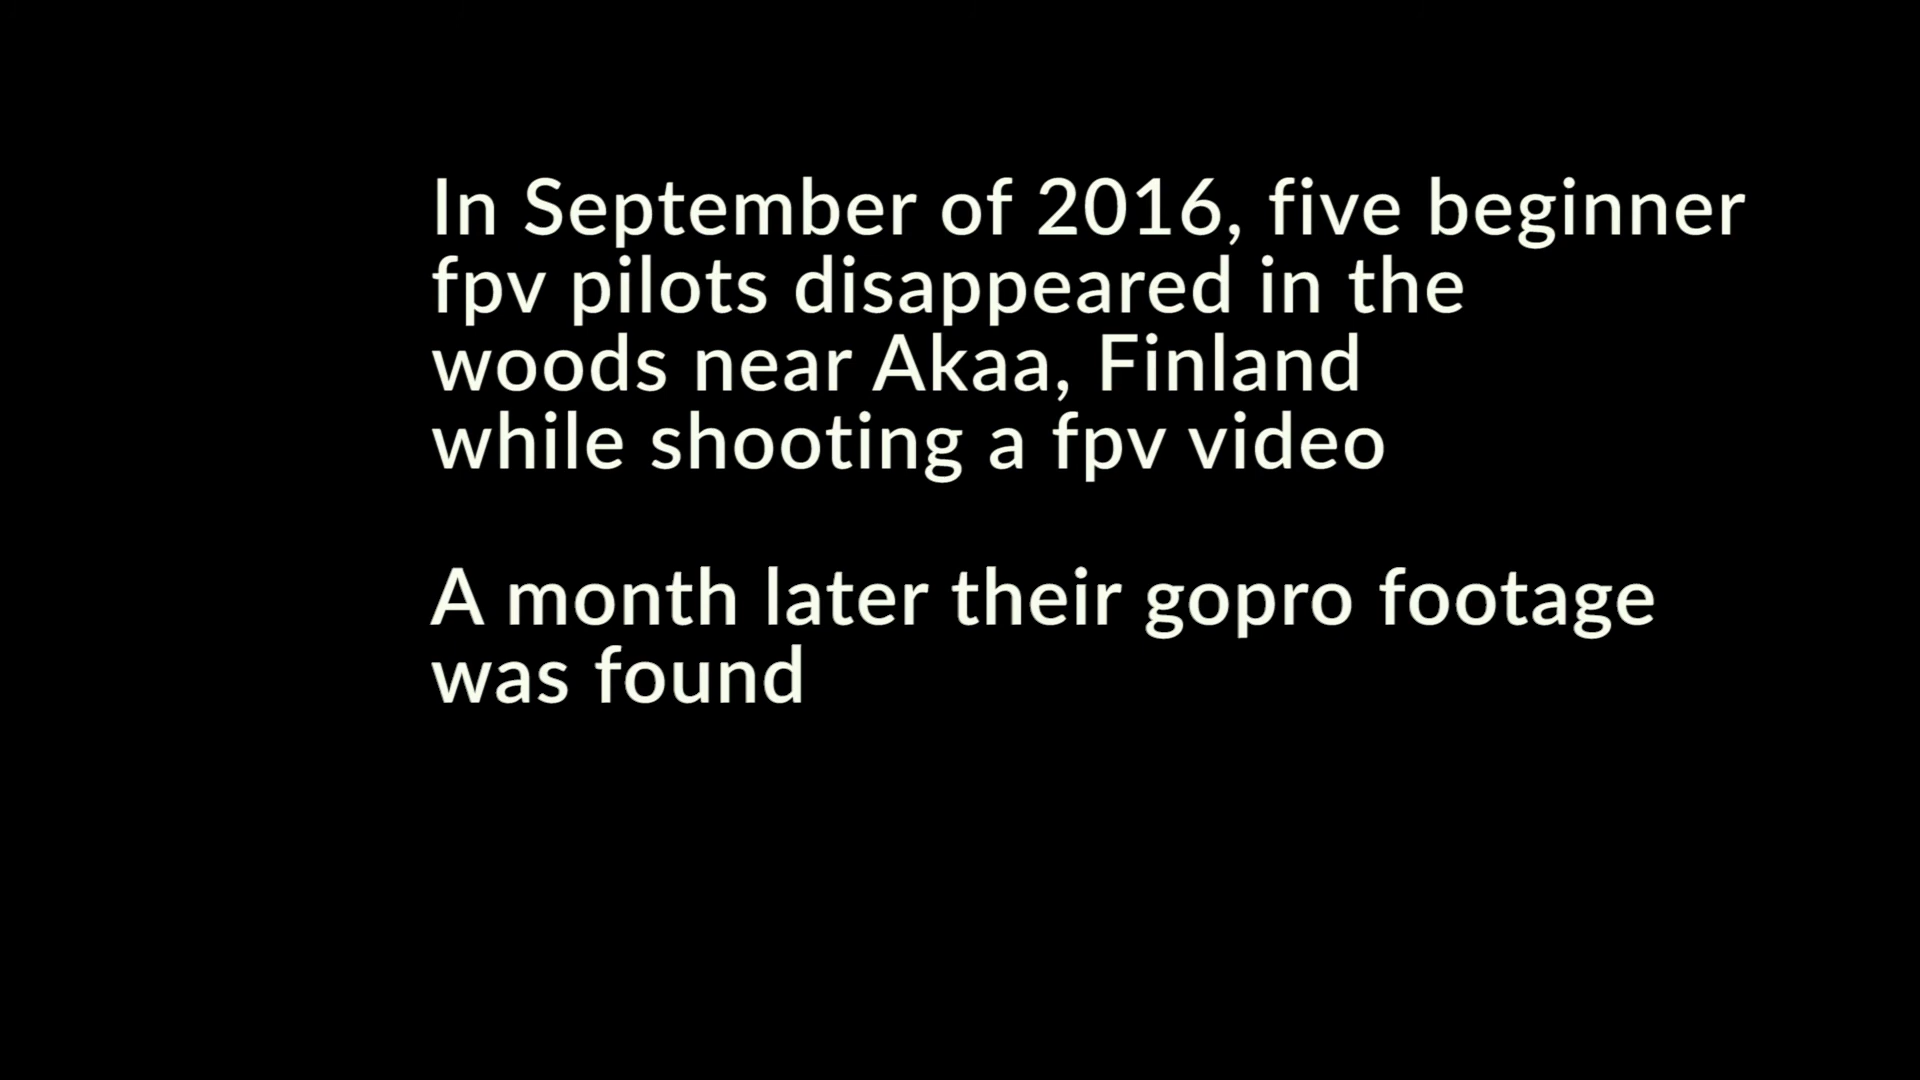 In September of 2016, five beginner
fpv pilots disappeared in the
woods near Akaa, Finland
while shooting a fpv video
A month later their gopro footage
was found